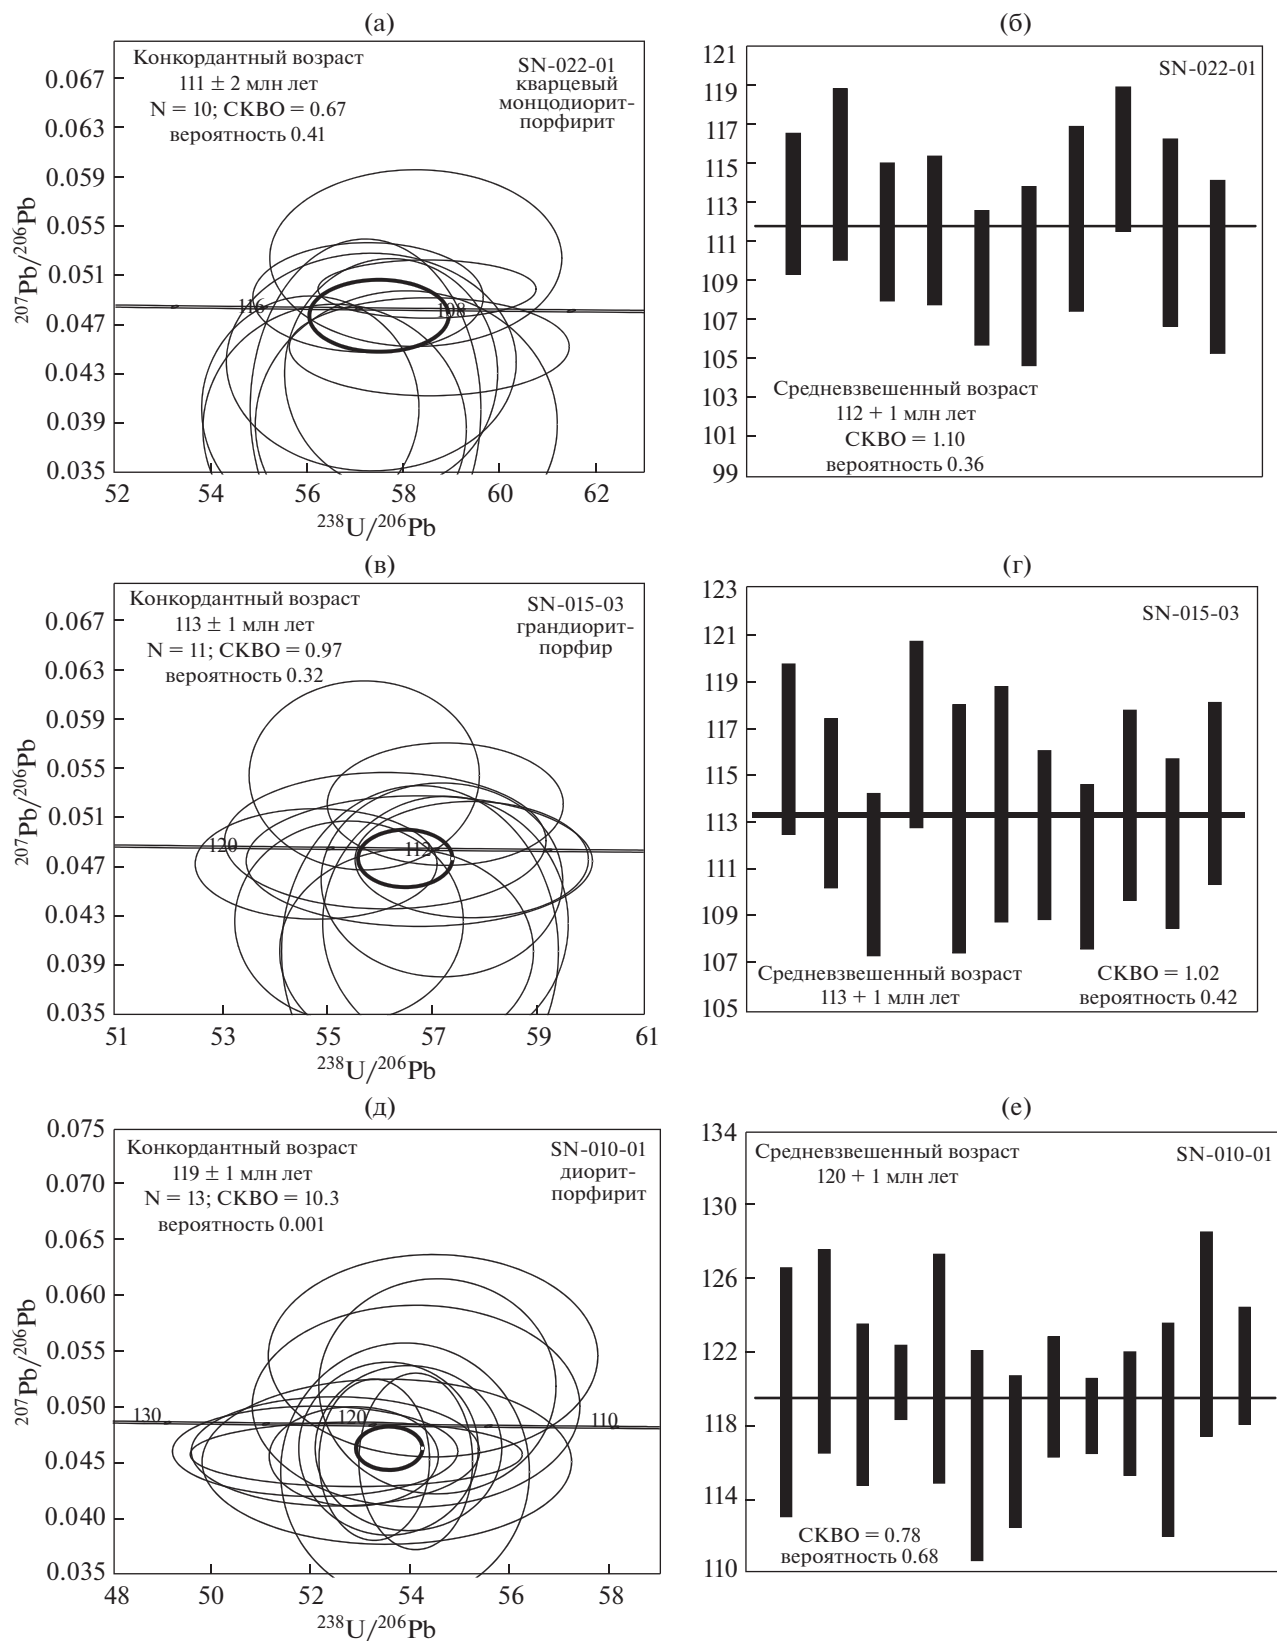 (а)
Конкордантный возраст
111 ± 2 млн лет
N = 10; СКВО = 0.67
вероятность 0.41
SN-022-01
кварцевый
монцодиорит-
порфирит
0.067
0.063
0.059
0.055
0.051
0.047
0.043
0.039
0.035
207Pb/206Pb
116
108
52
54
56
58
60
62
238U/206Pb
(б)
SN-022-01
121
119
117
115
113
111
109
107
105
103
101
99
Средневзвешенный возраст
112 + 1 млн лет
СКВО = 1.10
вероятность 0.36
(в)
Конкордантный возраст
113 ± 1 млн лет
N = 11; СКВО = 0.97
вероятность 0.32
SN-015-03
грандиорит-
порфир
0.067
0.063
0.059
0.055
0.051
0.047
0.043
0.039
0.035
207Pb/206Pb
120
112
51
53
55
57
59
61
238U/206Pb
(г)
SN-015-03
123
121
119
117
115
113
111
109
107
105
Средневзвешенный возраст
113 + 1 млн лет
СКВО = 1.02
вероятность 0.42
(д)
Конкордантный возраст
119 ± 1 млн лет
N = 13; СКВО = 10.3
вероятность 0.001
SN-010-01
диорит-
порфирит
0.075
0.070
0.065
0.060
0.055
0.050
0.045
0.040
0.035
207Pb/206Pb
130
120
110
48
50
52
54
56
58
238U/206Pb
(е)
Средневзвешенный возраст
120 + 1 млн лет
SN-010-01
134
130
126
122
118
114
110
СКВО = 0.78
вероятность 0.68